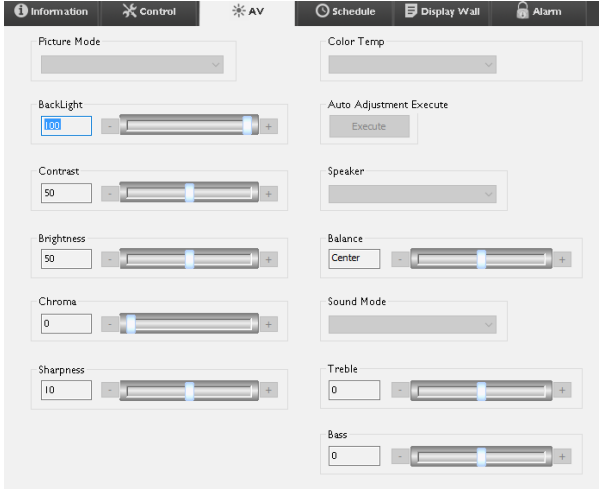 Information Control AV Schedule Display Wall Alarm
Picture Mode
Color Temp
BackLight
100 - +
Auto Adjustment Execute
Execute
Contrast
50 - +
Speaker
Brightness
50 - +
Balance
Center - +
Chroma
0 - +
Sound Mode
Sharpness
10 - +
Treble
0 - +
Bass
0 - +